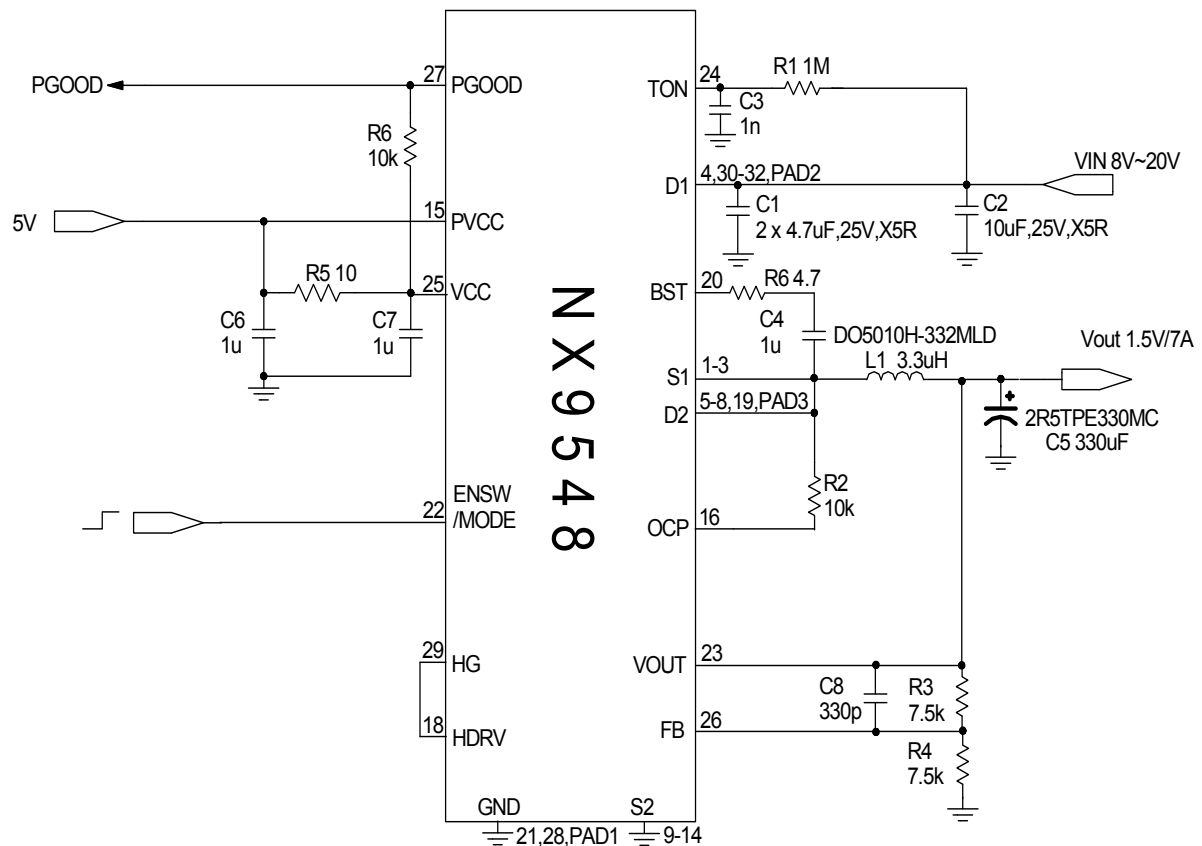 PGOOD
27
PGOOD
R6
10k
5V
15
PVCC
R5 10
25
VCC
C6
1u
C7
1u
ENSW
/MODE
22
29
HG
18
HDRV
GND
21,28,PAD1
S2
9-14
NX9548
TON
24
R1 1M
C3
1n
D1
4,30-32,PAD2
VIN 8V~20V
C1
2 x 4.7uF,25V,X5R
C2
10uF,25V,X5R
BST
20
R6 4.7
C4
1u
DO5010H-332MLD
L1 3.3uH
Vout 1.5V/7A
S1
1-3
D2
5-8,19,PAD3
2R5TPE330MC
C5 330uF
R2
10k
OCP
16
VOUT
23
C8
330p
R3
7.5k
FB
26
R4
7.5k